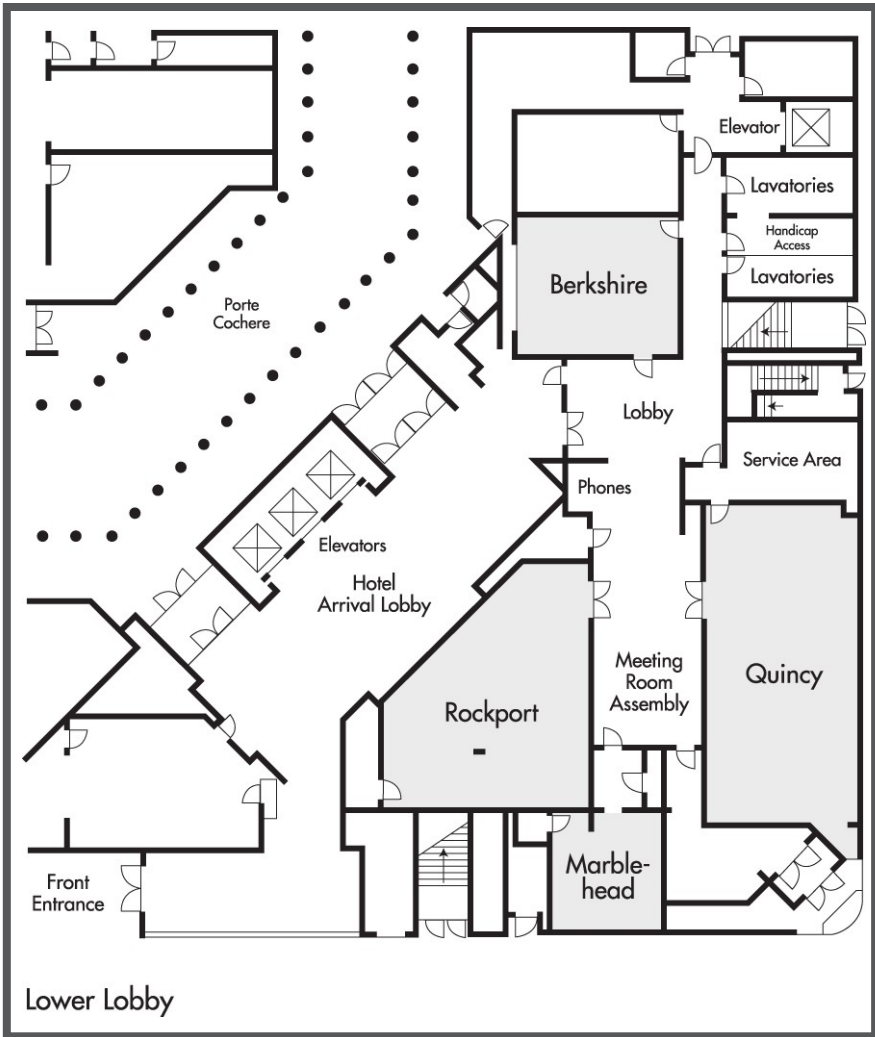 Elevator
Lavatories
Handicap
Access
Lavatories
Berkshire
Porte
Cochere
Lobby
Service Area
Phones
Elevators
Hotel
Arrival Lobby
Meeting
Room
Assembly
Quincy
Rockport
Marble-
head
Front
Entrance
Lower Lobby